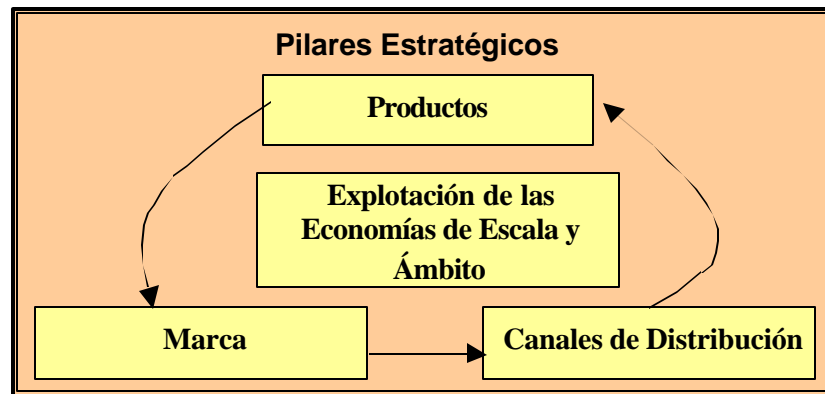 Pilares Estratégicos
Productos
Explotación de las
Economías de Escala y
Ámbito
Marca
Canales de Distribución